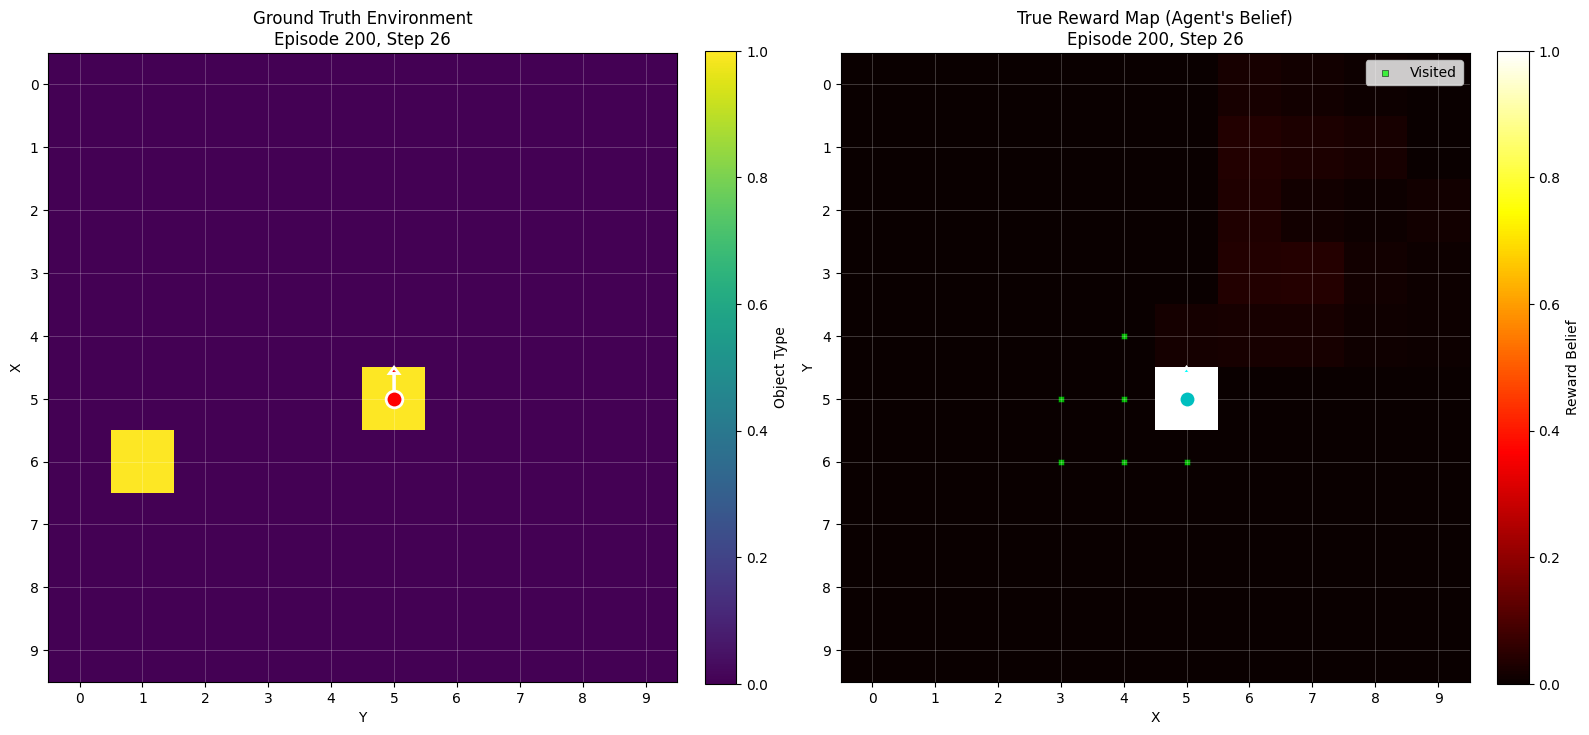 Ground Truth Environment
Episode 200, Step 26
True Reward Map (Agent's Belief)
Episode 200, Step 26
Visited
0
1
2
3
4
5
6
7
8
9
X
0 1 2 3 4 5 6 7 8 9
Y
1.0
0.8
0.6
0.4
0.2
0.0
Object Type
0
1
2
3
4
5
6
7
8
9
Y
0 1 2 3 4 5 6 7 8 9
X
1.0
0.8
0.6
0.4
0.2
0.0
Reward Belief